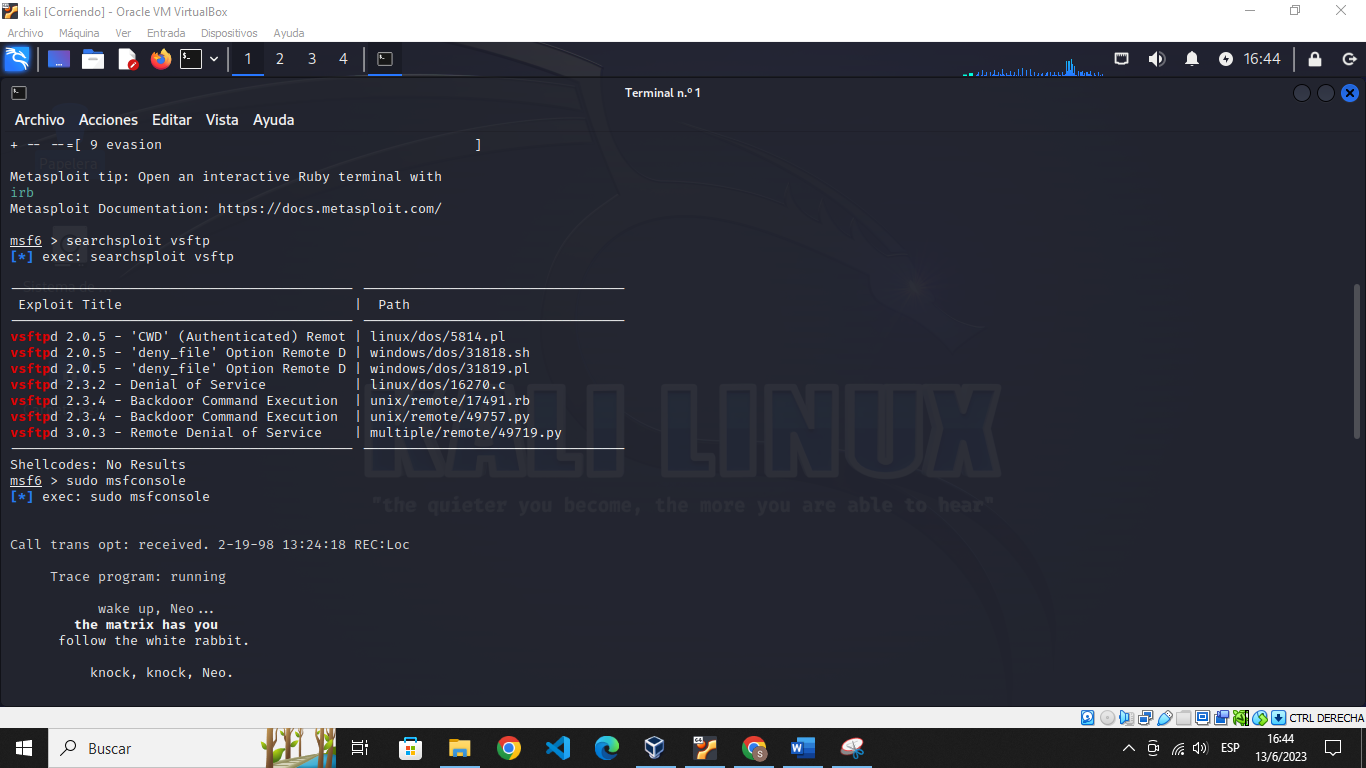 kali [Corriendo] - Oracle VM VirtualBox
Archivo Máquina Ver Entrada Dispositivos Ayuda
1 2 3 4 16:44
Terminal n.º 1
Archivo Acciones Editar Vista Ayuda
+ -- --=[ 9 evasion ]
Papelera
Metasploit tip: Open an interactive Ruby terminal with
irb
Metasploit Documentation: https://docs.metasploit.com/
msf6 > searchsploit vsftp
[*] exec: searchsploit vsftp
Sistema de
Exploit Title | Path
vsftpd 2.0.5 - 'CWD' (Authenticated) Remot | linux/dos/5814.pl
vsftpd 2.0.5 - 'deny_file' Option Remote D | windows/dos/31818.sh
vsftpd 2.0.5 - 'deny_file' Option Remote D | windows/dos/31819.pl
vsftpd 2.3.2 - Denial of Service | linux/dos/16270.c
vsftpd 2.3.4 - Backdoor Command Execution | unix/remote/17491.rb
vsftpd 2.3.4 - Backdoor Command Execution | unix/remote/49757.py
vsftpd 3.0.3 - Remote Denial of Service | multiple/remote/49719.py
KALI LINUX
Shellcodes: No Results
msf6 > sudo msfconsole
[*] exec: sudo msfconsole
"the quieter you become, the more you are able to hear"
Call trans opt: received. 2-19-98 13:24:18 REC:Loc
Trace program: running
wake up, Neo...
the matrix has you
follow the white rabbit.
knock, knock, Neo.
CTRL DERECHA
Buscar
ESP
16:44
13/6/2023